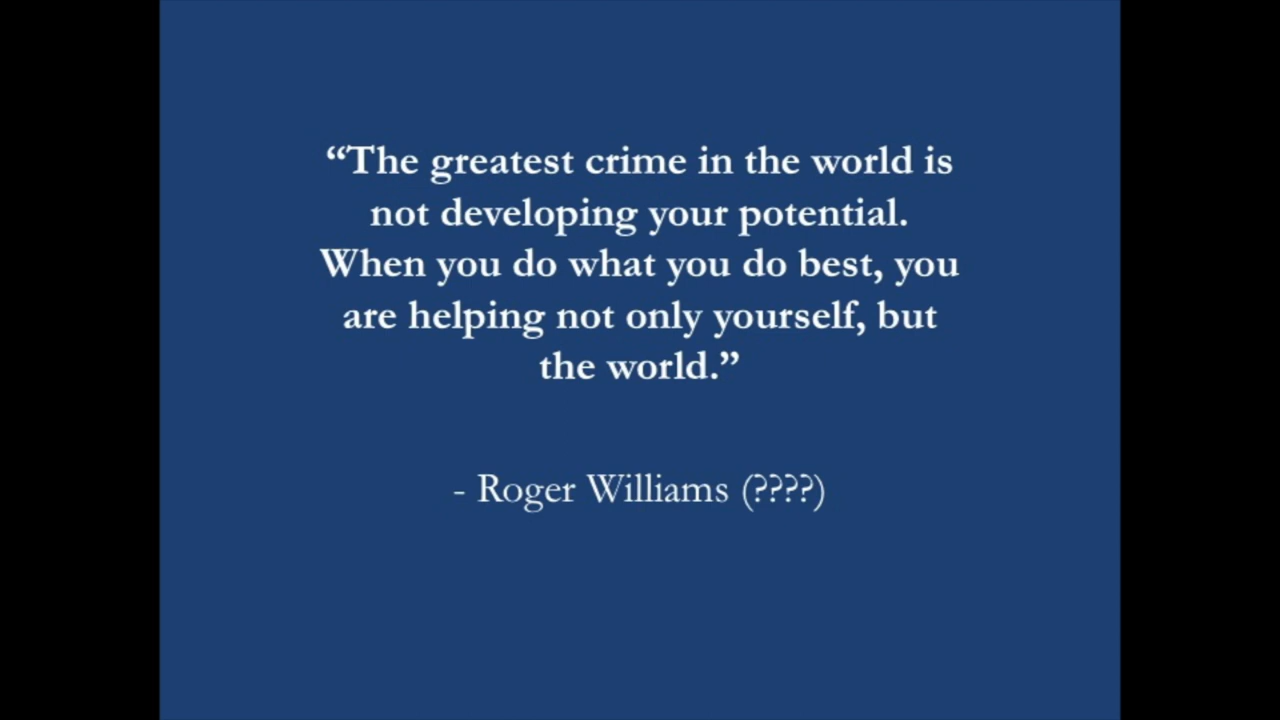 “The greatest crime in the world is
not developing your potential.
When you do what you do best, you
are helping not only yourself, but
the world.”
- Roger Williams (????)